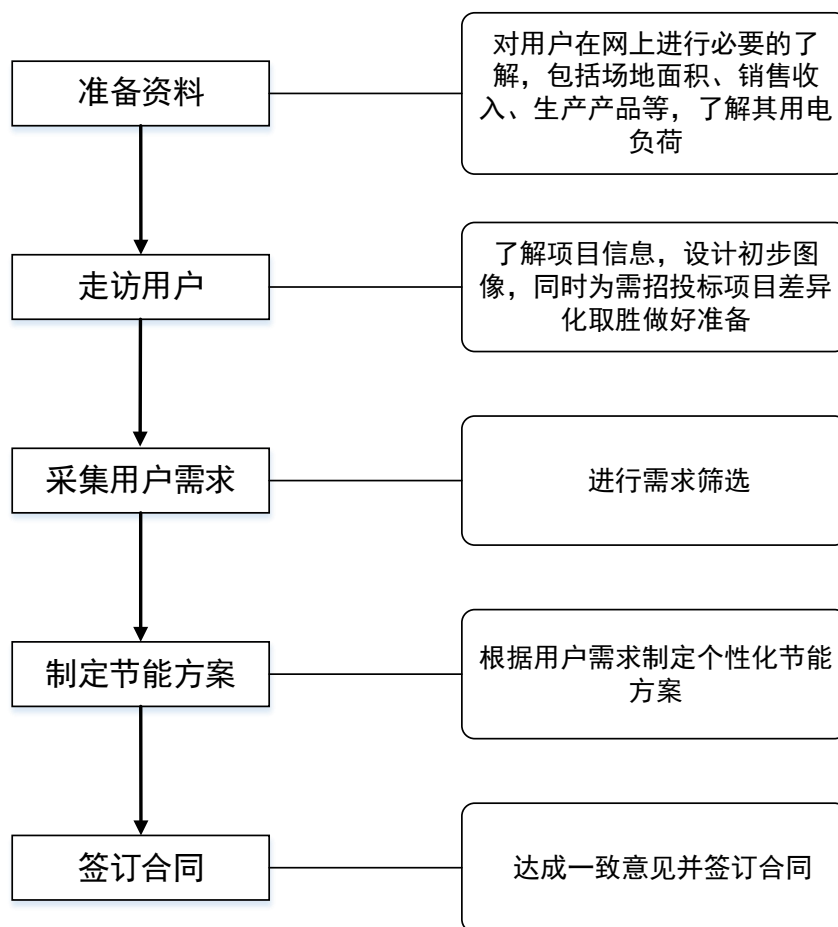 准备资料
对用户在网上进行必要的了
解，包括场地面积、销售收
入、生产产品等，了解其用电
负荷
走访用户
了解项目信息，设计初步图
像，同时为需招投标项目差异
化取胜做好准备
采集用户需求
进行需求筛选
制定节能方案
根据用户需求制定个性化节能
方案
签订合同
达成一致意见并签订合同